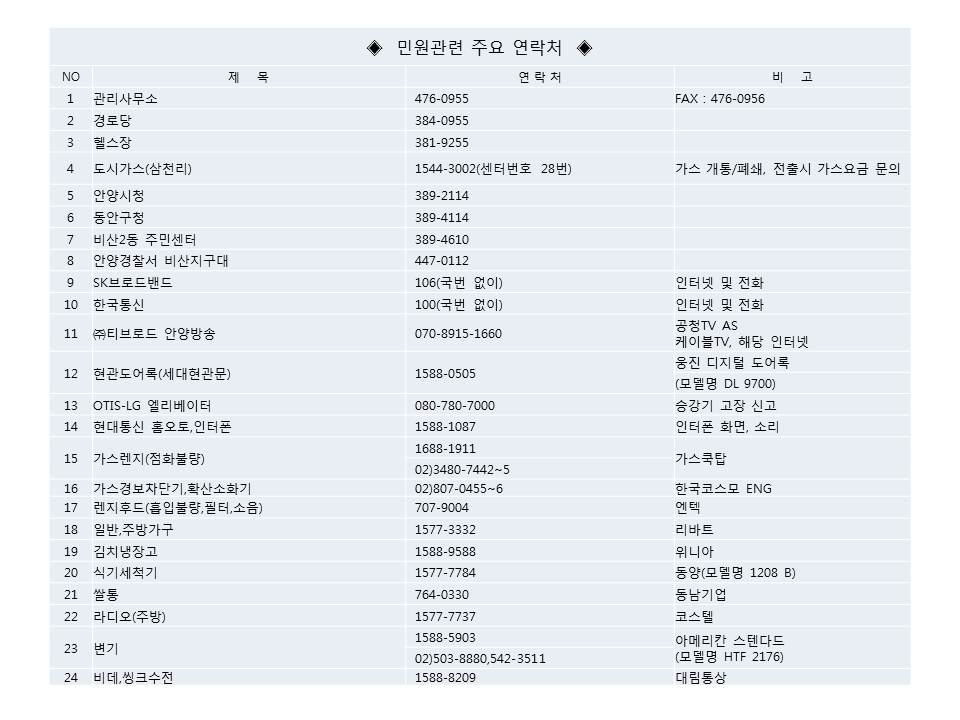 ◈ 민원관련 주요 연락처 ◈
NO 제 목 연 락 처 비 고
1 관리사무소 476-0955 FAX : 476-0956
2 경로당 384-0955
3 헬스장 381-9255
4 도시가스(삼천리) 1544-3002(센터번호 28번) 가스 개통/폐쇄, 전출시 가스요금 문의
5 안양시청 389-2114
6 동안구청 389-4114
7 비산2동 주민센터 389-4610
8 안양경찰서 비산지구대 447-0112
9 SK브로드밴드 106(국번 없이) 인터넷 및 전화
10 한국통신 100(국번 없이) 인터넷 및 전화
11 ㈜티브로드 안양방송 070-8915-1660 공청TV AS
케이블TV, 해당 인터넷
12 현관도어록(세대현관문) 1588-0505 웅진 디지털 도어록
(모델명 DL 9700)
13 OTIS-LG 엘리베이터 080-780-7000 승강기 고장 신고
14 현대통신 홈오토,인터폰 1588-1087 인터폰 화면, 소리
15 가스렌지(점화불량) 1688-1911 가스쿡탑
02)3480-7442~5
16 가스경보차단기,확산소화기 02)807-0455~6 한국코스모 ENG
17 렌지후드(흡입불량,필터,소음) 707-9004 엔텍
18 일반,주방가구 1577-3332 리바트
19 김치냉장고 1588-9588 위니아
20 식기세척기 1577-7784 동양(모델명 1208 B)
21 쌀통 764-0330 동남기업
22 라디오(주방) 1577-7737 코스텔
23 변기 1588-5903 아메리칸 스텐다드
02)503-8880,542-3511 (모델명 HTF 2176)
24 비데,씽크수전 1588-8209 대림통상